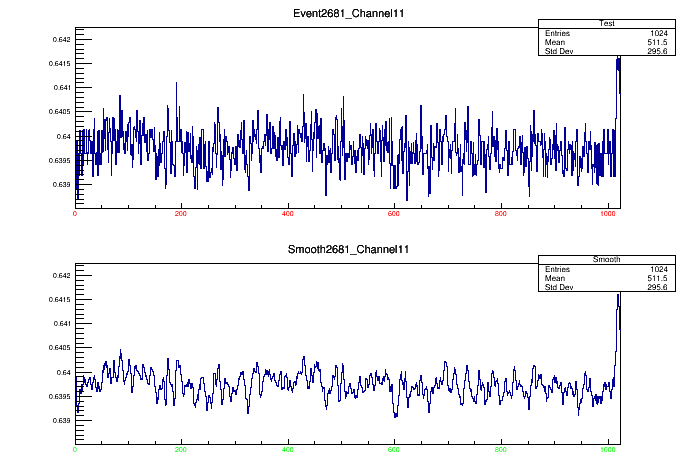 Event2681_Channel11
Test
Entries 1024
Mean 511.5
Std Dev 295.6
0.642
0.6415
0.641
0.6405
0.64
0.6395
0.639
0 200 400 600 800 1000
Smooth2681_Channel11
Smooth
Entries 1024
Mean 511.5
Std Dev 295.6
0.642
0.6415
0.641
0.6405
0.64
0.6395
0.639
0 200 400 600 800 1000